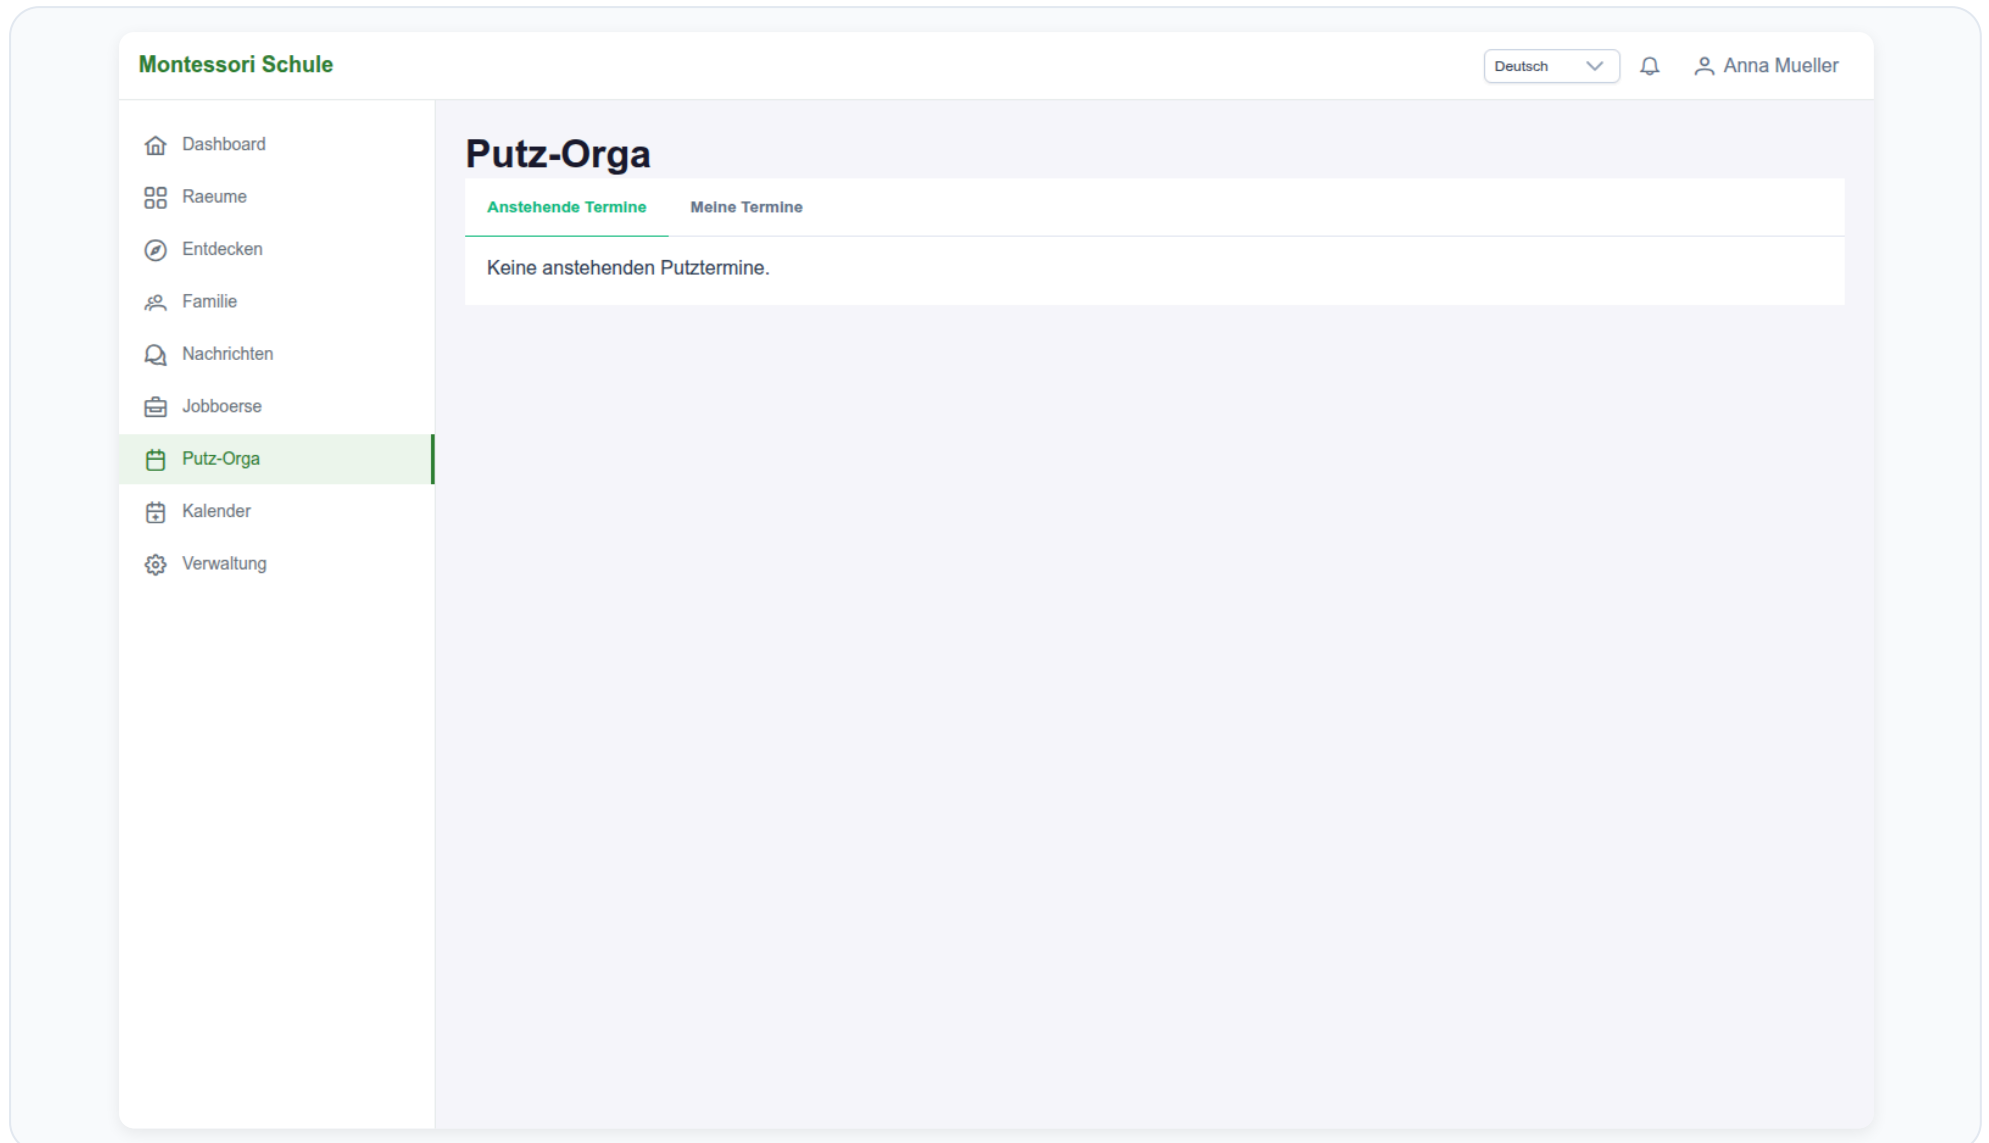 Montessori Schule
Deutsch
Anna Mueller
Dashboard
Raeume
Entdecken
Familie
Nachrichten
Jobboerse
Putz-Orga
Kalender
Verwaltung
Putz-Orga
Anstehende Termine
Meine Termine
Keine anstehenden Putztermine.